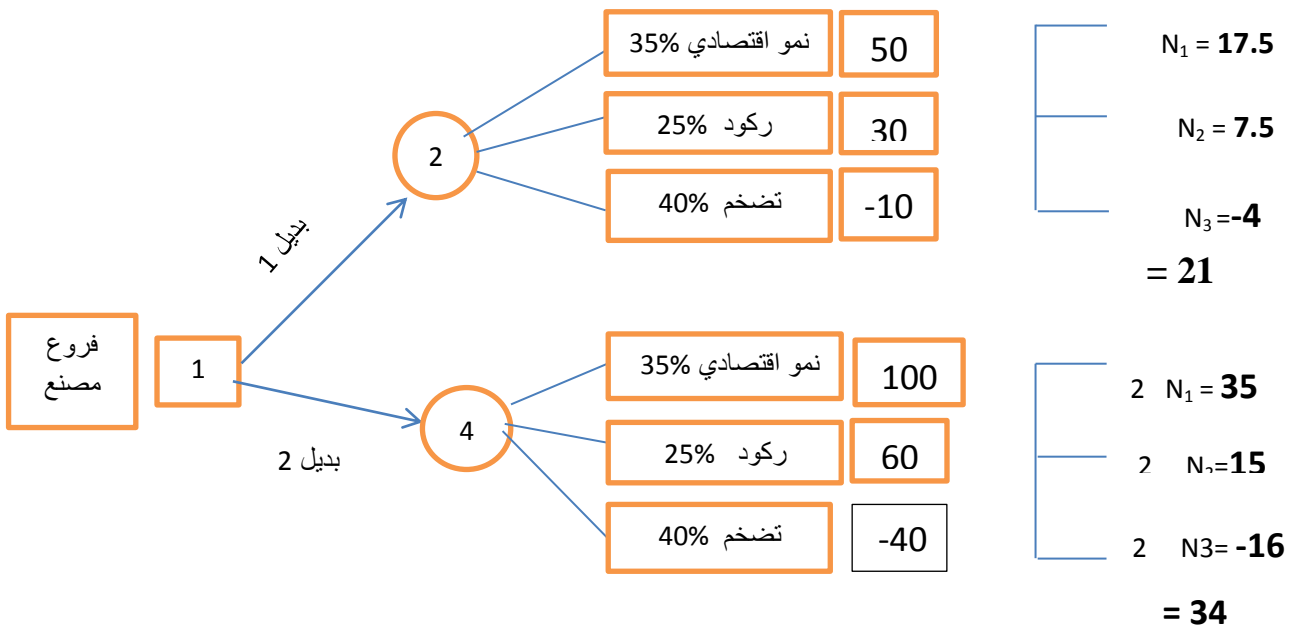 نمو اقتصادي %35
50
N₁ = 17.5
ركود %25
30
N₂ = 7.5
2
تضخم %40
-10
N₃ =-4
= 21
بديل 1
فروع
مصنع
1
نمو اقتصادي %35
100
2 N₁ = 35
4
ركود %25
60
2 N₂=15
بديل 2
تضخم %40
-40
2 N3= -16
= 34